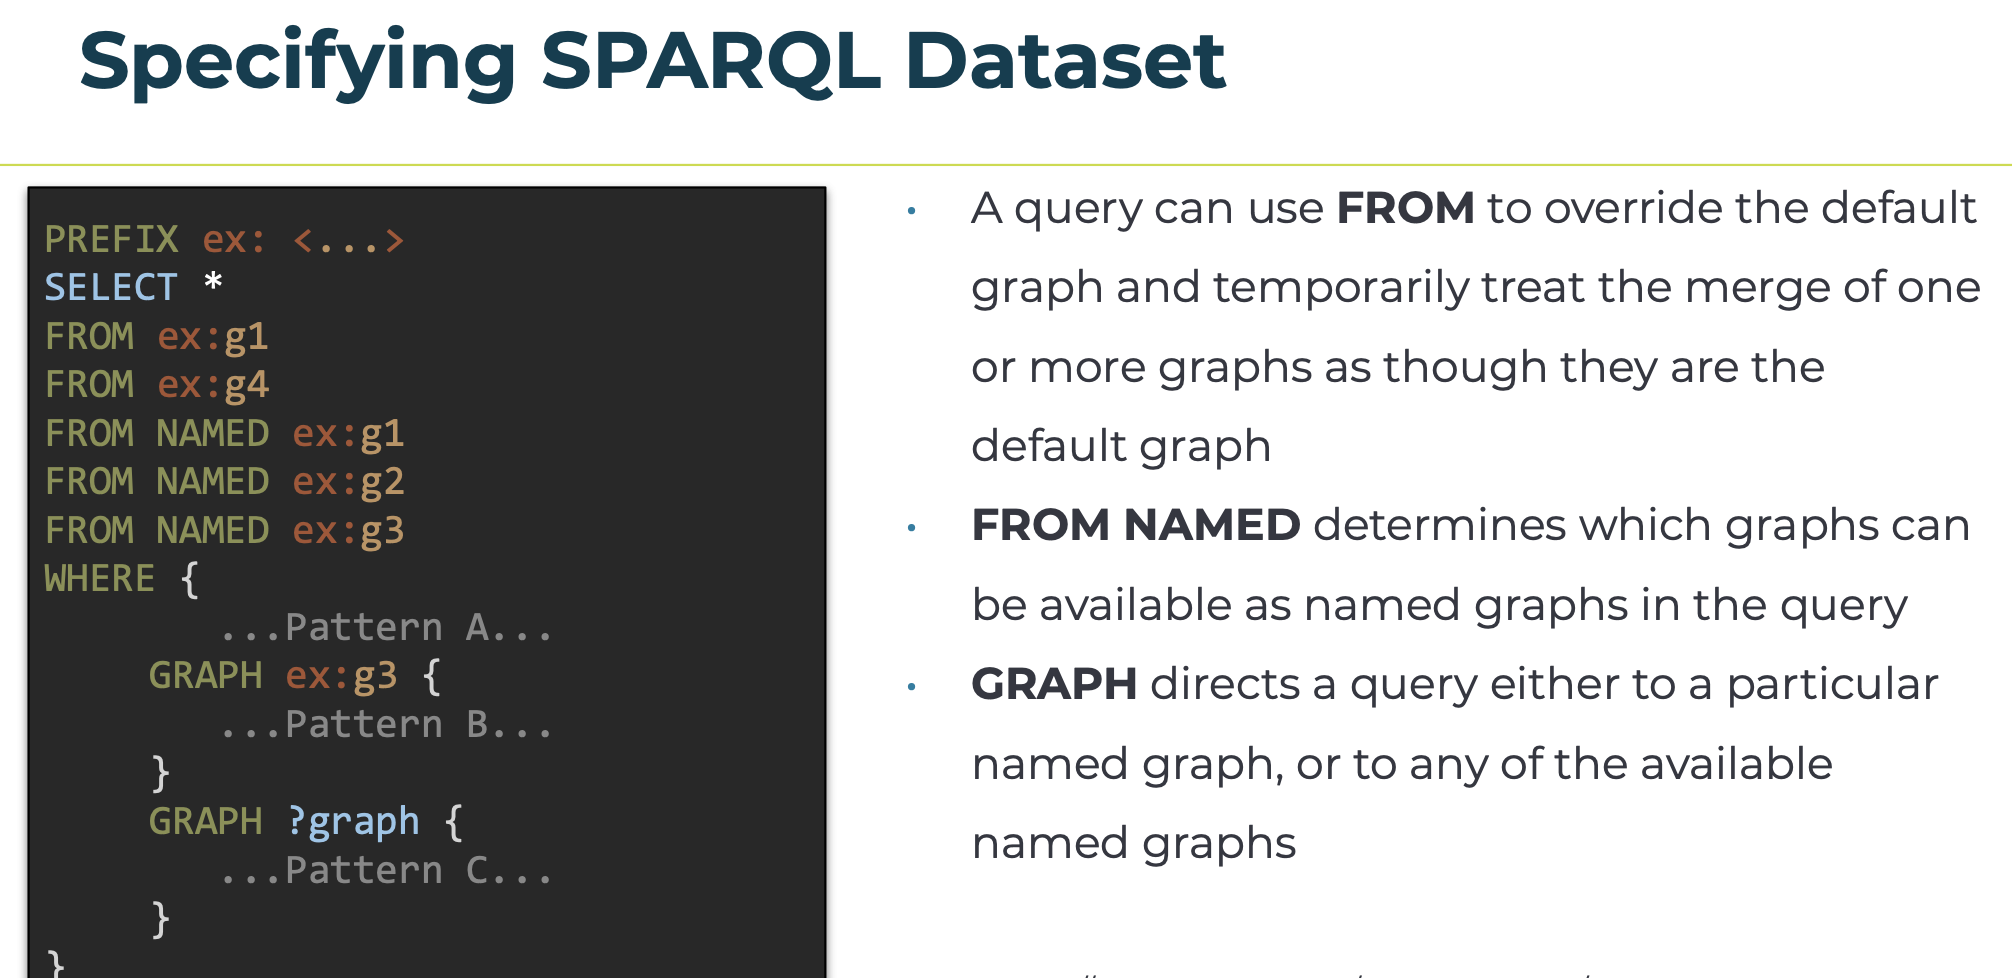 Specifying SPARQL Dataset
PREFIX ex: <...>
SELECT *
FROM ex:g1
FROM ex:g4
FROM NAMED ex:g1
FROM NAMED ex:g2
FROM NAMED ex:g3
WHERE {
...Pattern A...
GRAPH ex:g3 {
...Pattern B...
}
GRAPH ?graph {
...Pattern C...
}
}
• A query can use FROM to override the default
graph and temporarily treat the merge of one
or more graphs as though they are the
default graph
• FROM NAMED determines which graphs can
be available as named graphs in the query
• GRAPH directs a query either to a particular
named graph, or to any of the available
named graphs